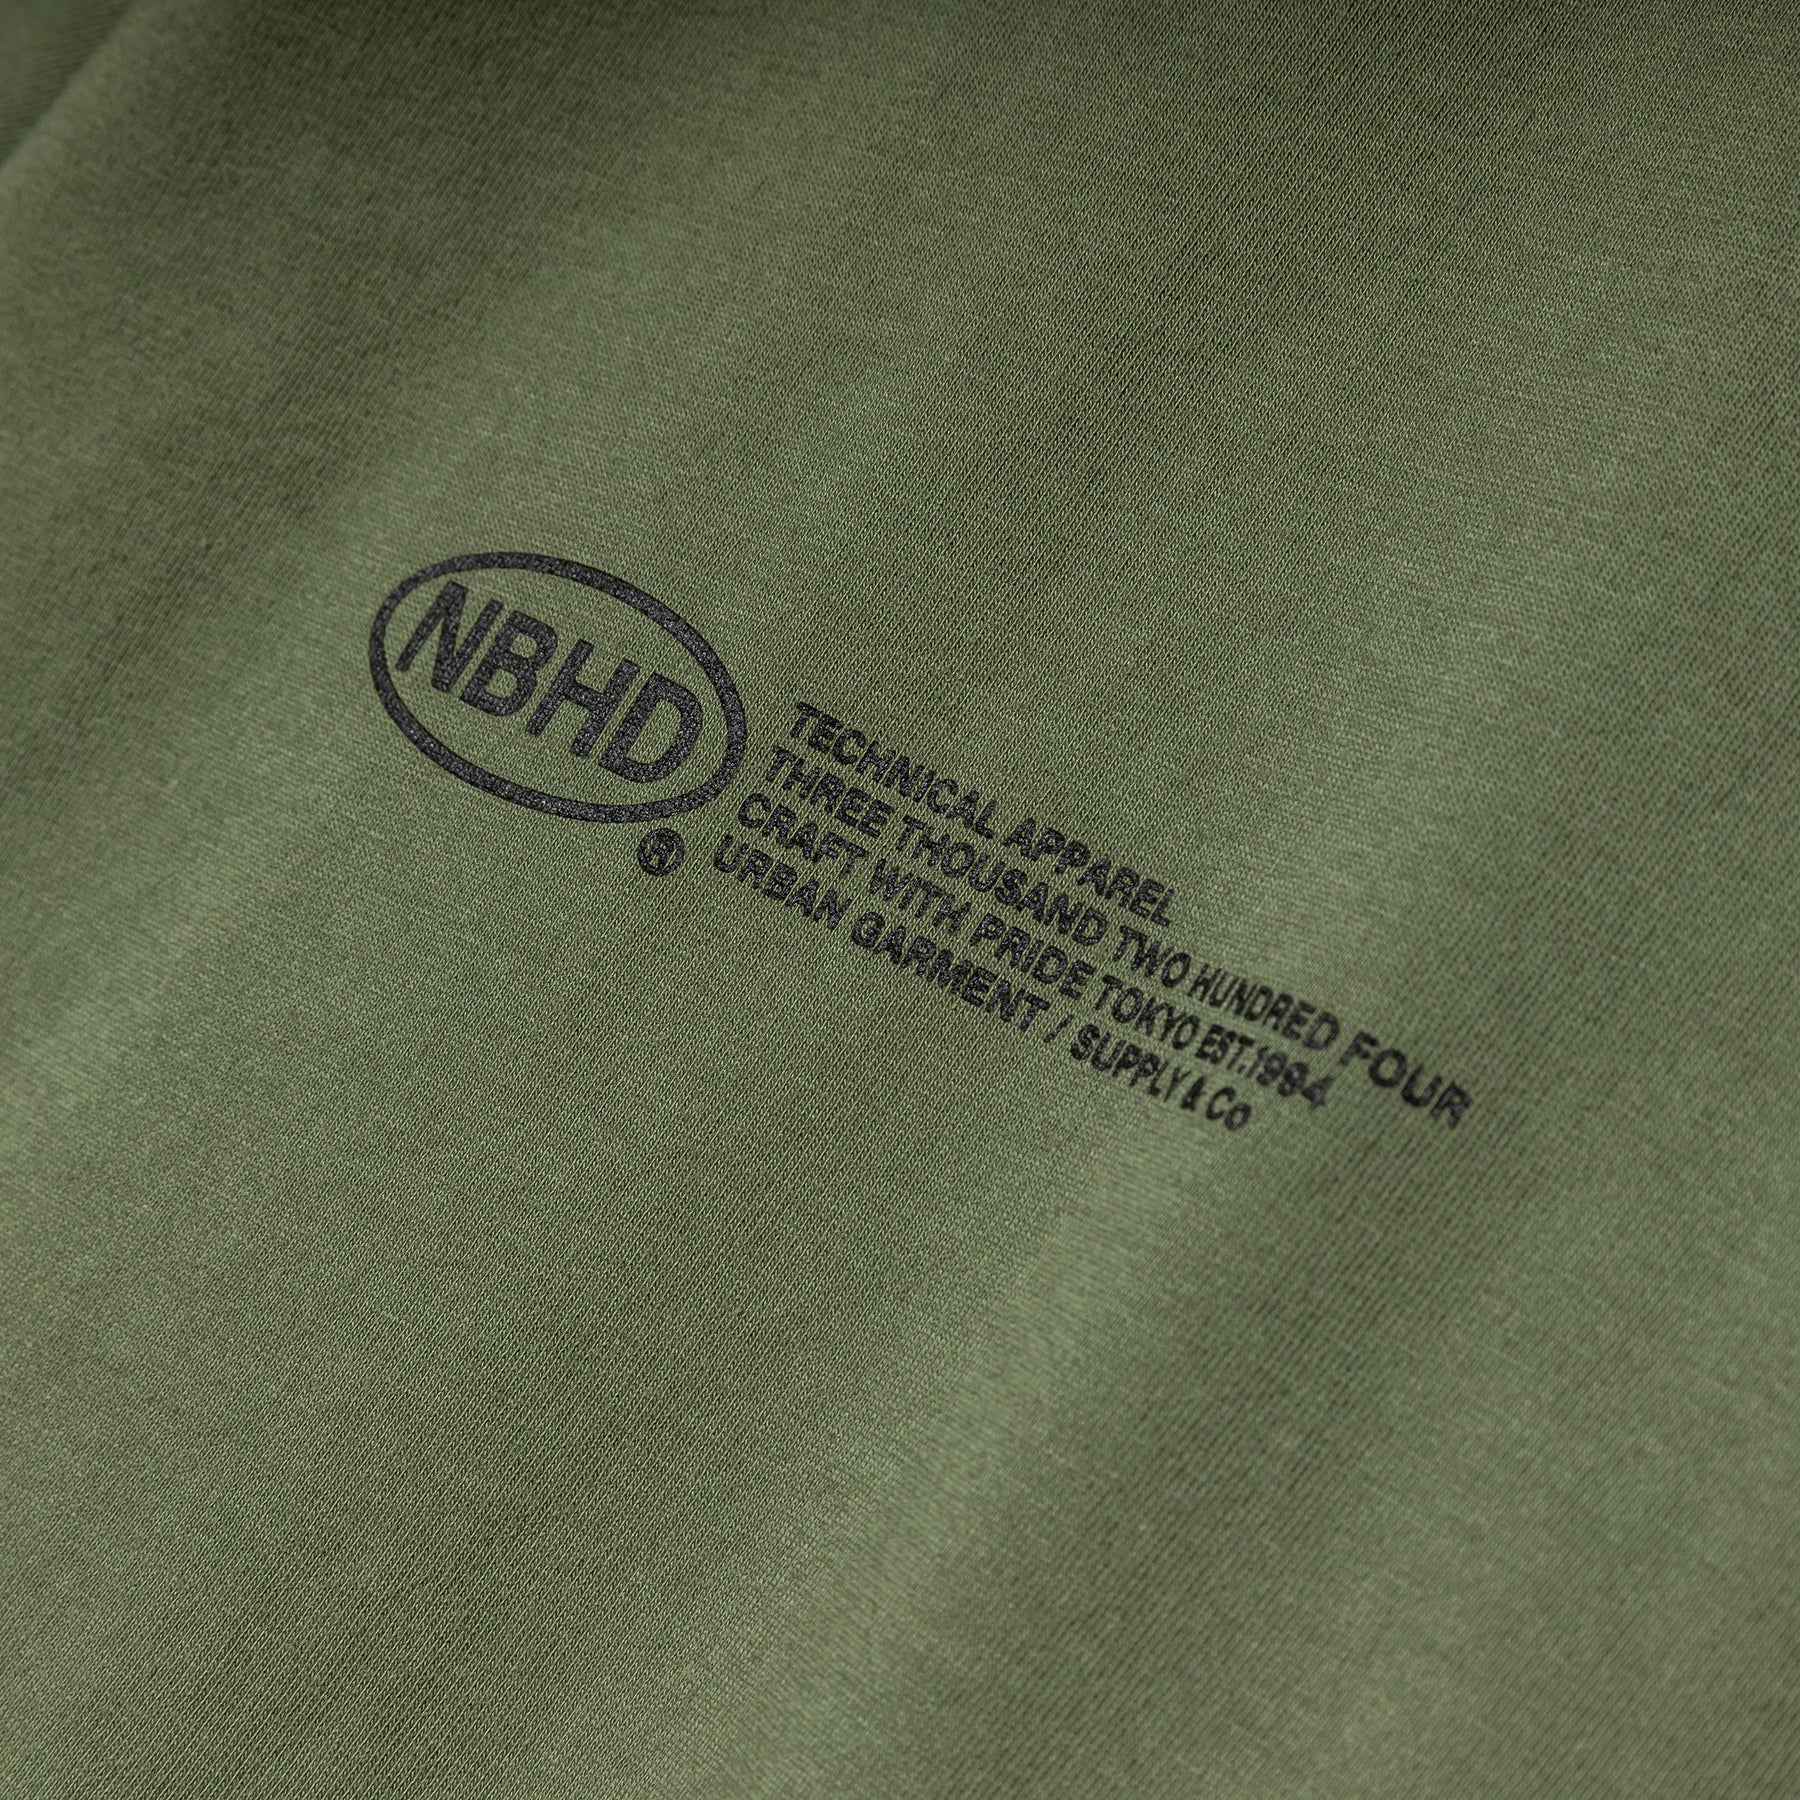 NBHD
®
TECHNICAL APPAREL
THREE THOUSAND TWO HUNDRED FOUR
CRAFT WITH PRIDE TOKYO EST.1994
URBAN GARMENT / SUPPLY & CO